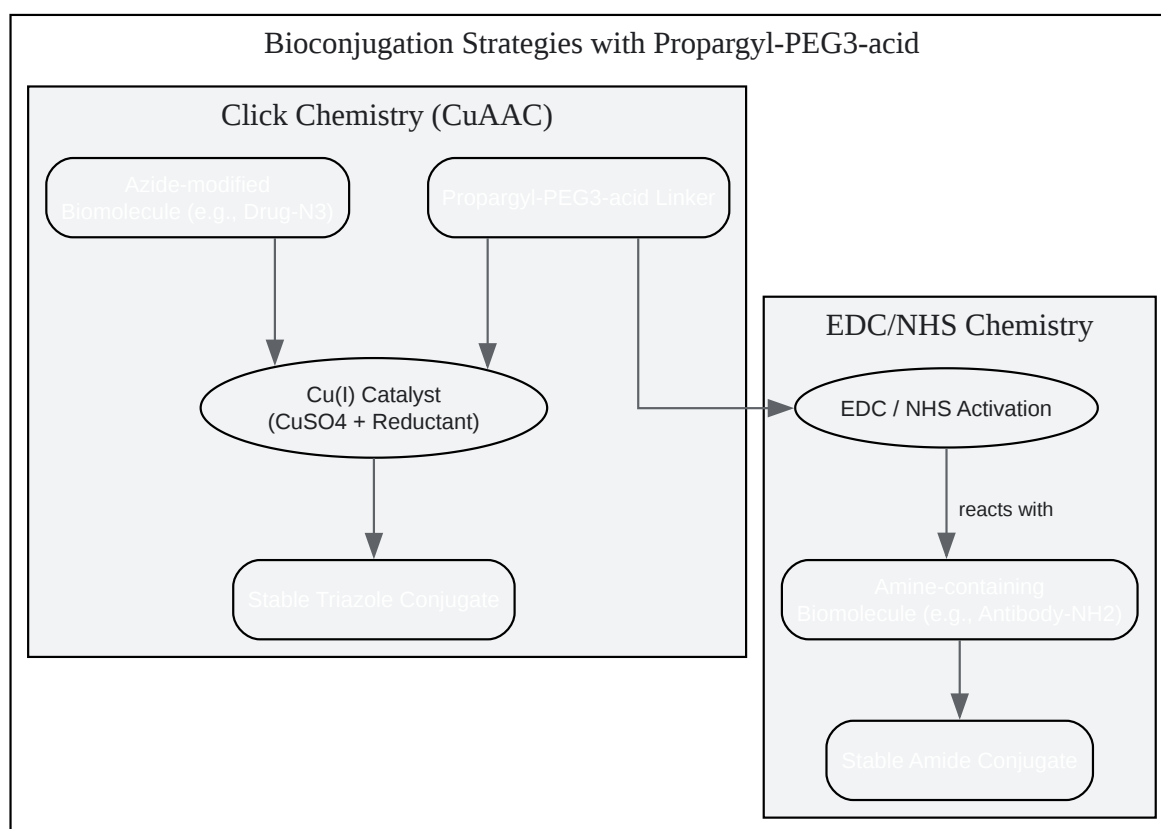 Bioconjugation Strategies with Propargyl-PEG3-acid
Click Chemistry (CuAAC)
Azide-modified
Biomolecule (e.g., Drug-N3)
Propargyl-PEG3-acid Linker
Cu(I) Catalyst
(CuSO4 + Reductant)
Stable Triazole Conjugate
EDC/NHS Chemistry
EDC / NHS Activation
reacts with
Amine-containing
Biomolecule (e.g., Antibody-NH2)
Stable Amide Conjugate